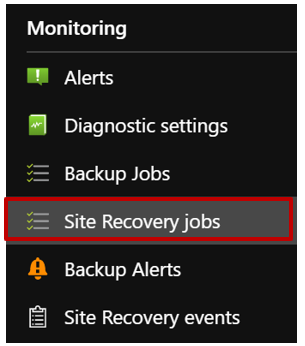 Monitoring
Alerts
Diagnostic settings
Backup Jobs
Site Recovery jobs
Backup Alerts
Site Recovery events